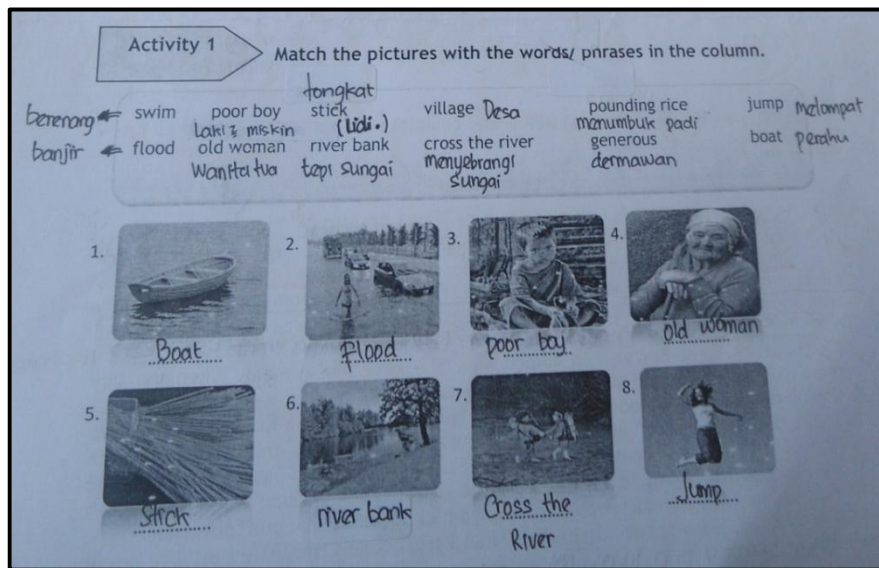 Activity 1
Match the pictures with the words/ phrases in the column.
tongkat
berenang ← swim poor boy stick village Desa pounding rice jump melompat
Laki² miskin (Lidi.) menumbuk padi
banjir ← flood old woman river bank cross the river generous boat perahu
Wanita tua tepi sungai menyebrangi dermawan
sungai
1. 2. 3. 4.
Boat Flood poor boy old woman
5. 6. 7. 8.
Stick river bank Cross the Jump
River